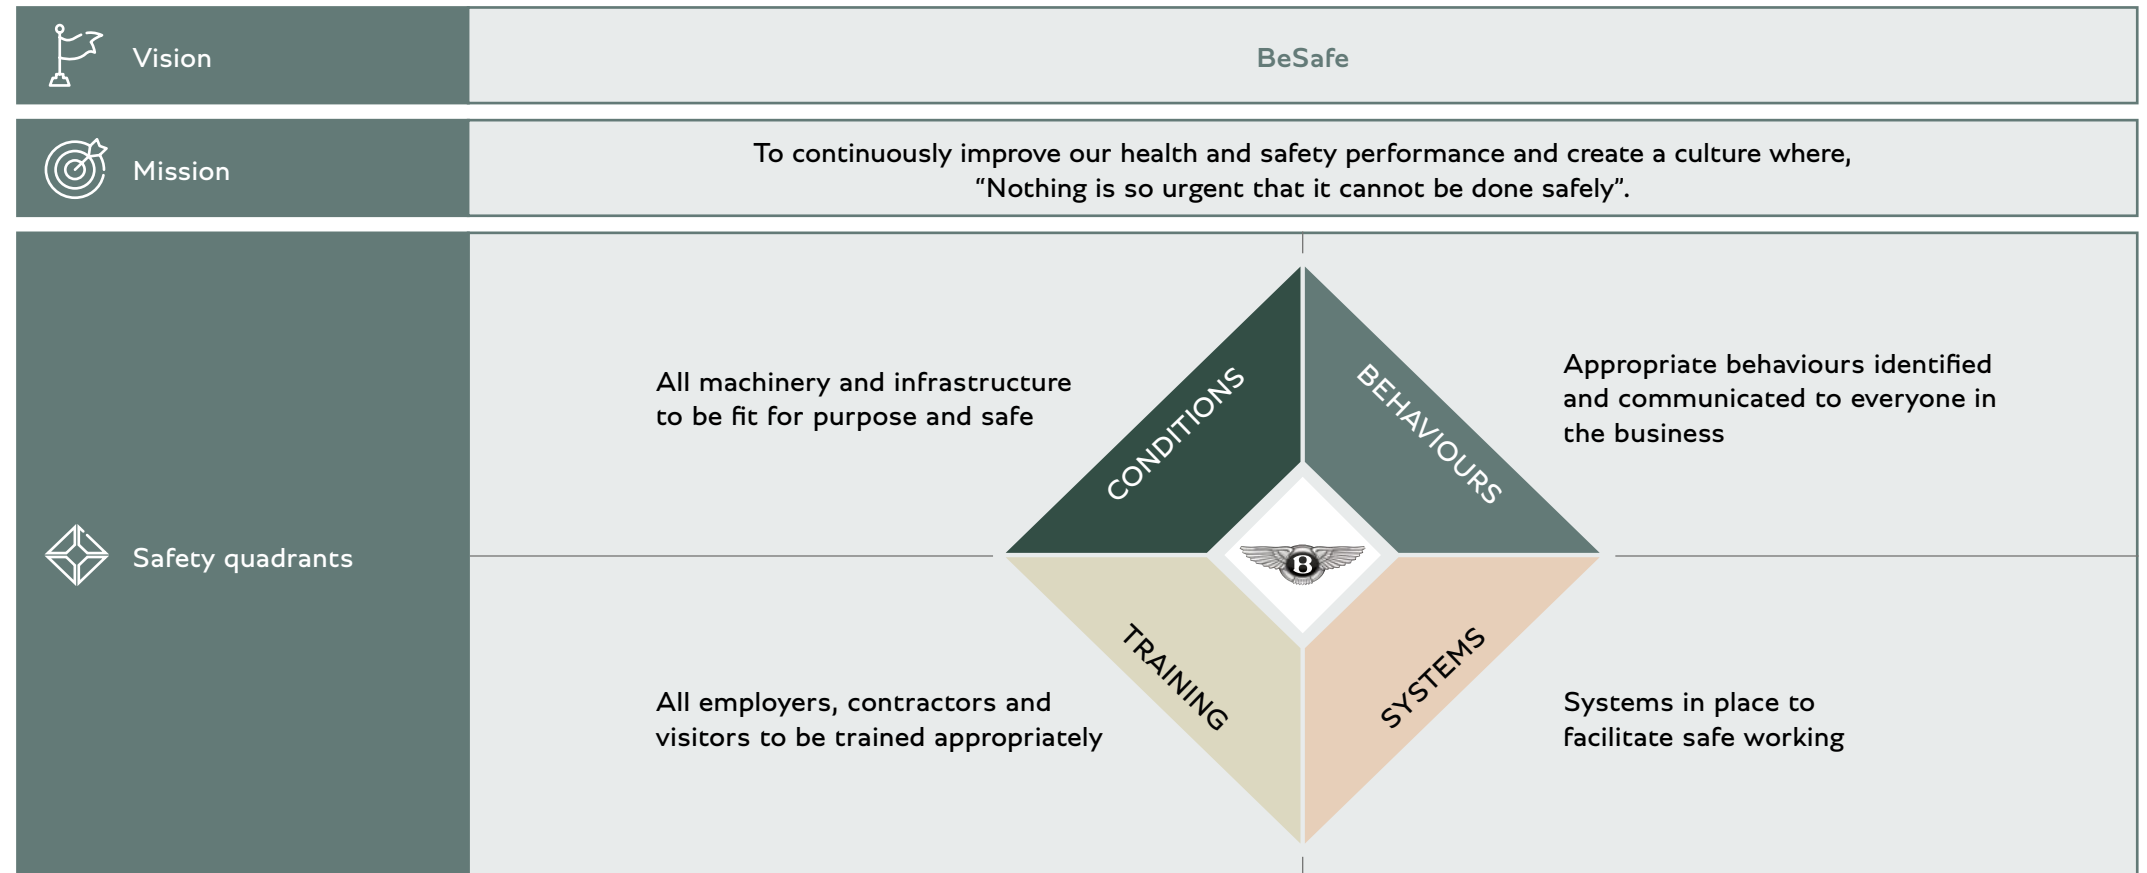 Vision
BeSafe
Mission
To continuously improve our health and safety performance and create a culture where,
“Nothing is so urgent that it cannot be done safely”.
Safety quadrants
All machinery and infrastructure
to be fit for purpose and safe
CONDITIONS
BEHAVIOURS
Appropriate behaviours identified
and communicated to everyone in
the business
B
All employers, contractors and
visitors to be trained appropriately
TRAINING
SYSTEMS
Systems in place to
facilitate safe working